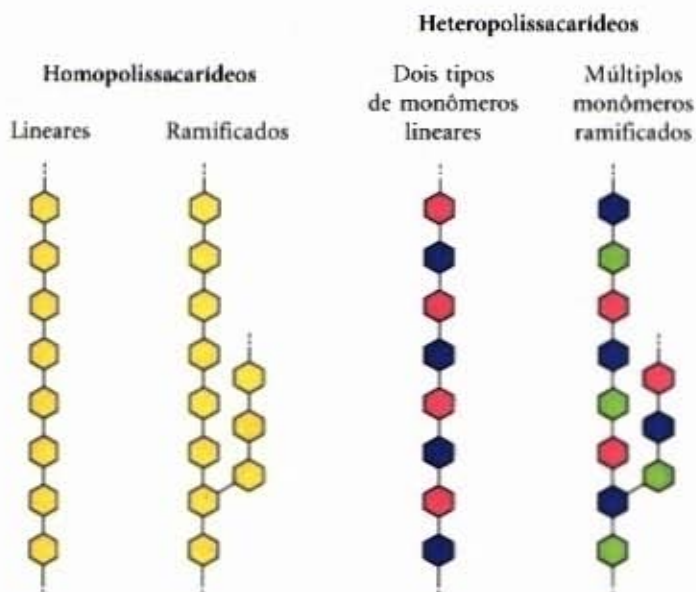 Heteropolissacarídeos
Homopolissacarídeos
Dois tipos
de monômeros
lineares
Múltiplos
monômeros
ramificados
Lineares
Ramificados